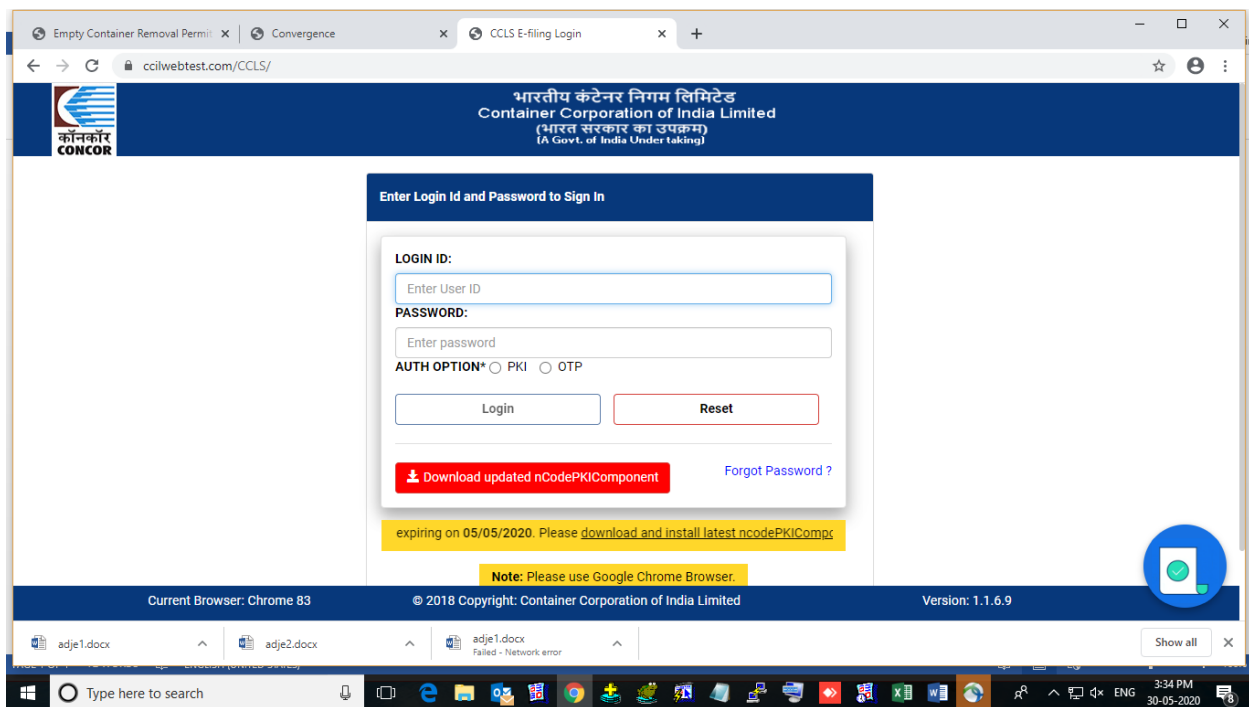 Empty Container Removal Permit
Convergence
CCLS E-filing Login
ccilwebtest.com/CCLS/
कॉनकॉर
CONCOR
भारतीय कंटेनर निगम लिमिटेड
Container Corporation of India Limited
(भारत सरकार का उपक्रम)
(A Govt. of India Undertaking)
Enter Login Id and Password to Sign In
LOGIN ID:
Enter User ID
PASSWORD:
Enter password
AUTH OPTION* PKI OTP
Login Reset
Download updated nCodePKIComponent Forgot Password ?
expiring on 05/05/2020. Please download and install latest ncodePKICompo
Note: Please use Google Chrome Browser.
Current Browser: Chrome 83 © 2018 Copyright: Container Corporation of India Limited Version: 1.1.6.9
adje1.docx
adje2.docx
adje1.docx
Failed - Network error
Show all
Type here to search
ENG
3:34 PM
30-05-2020
8